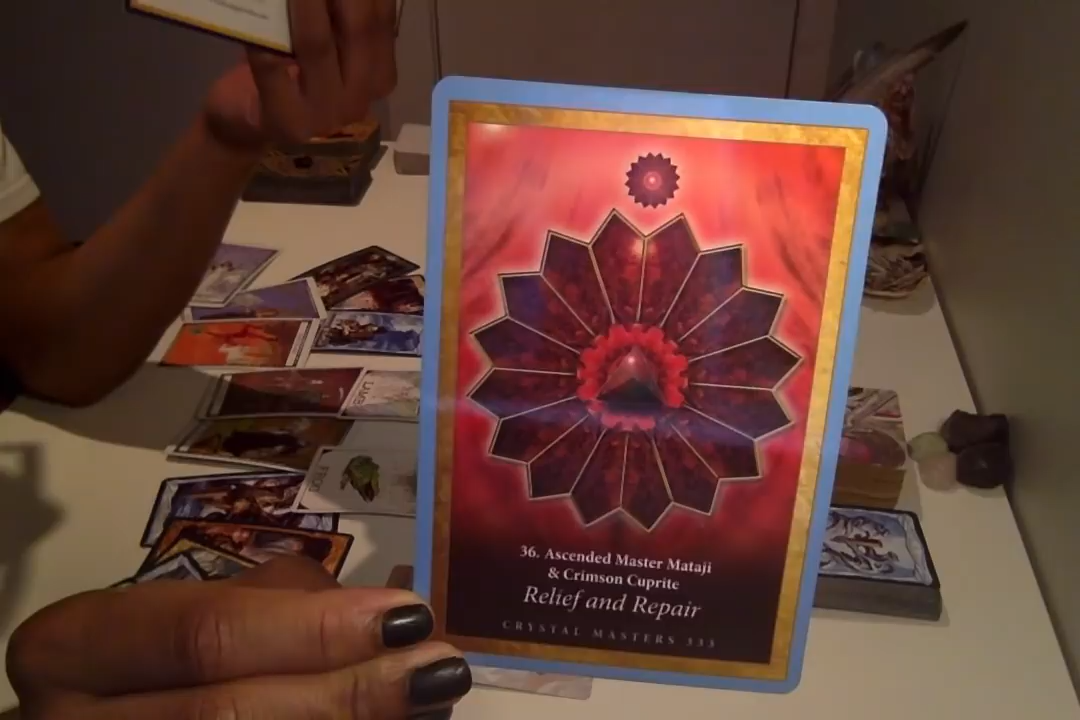 36. Ascended Master Mataji
& Crimson Cuprite
Relief and Repair
CRYSTAL MASTERS 333